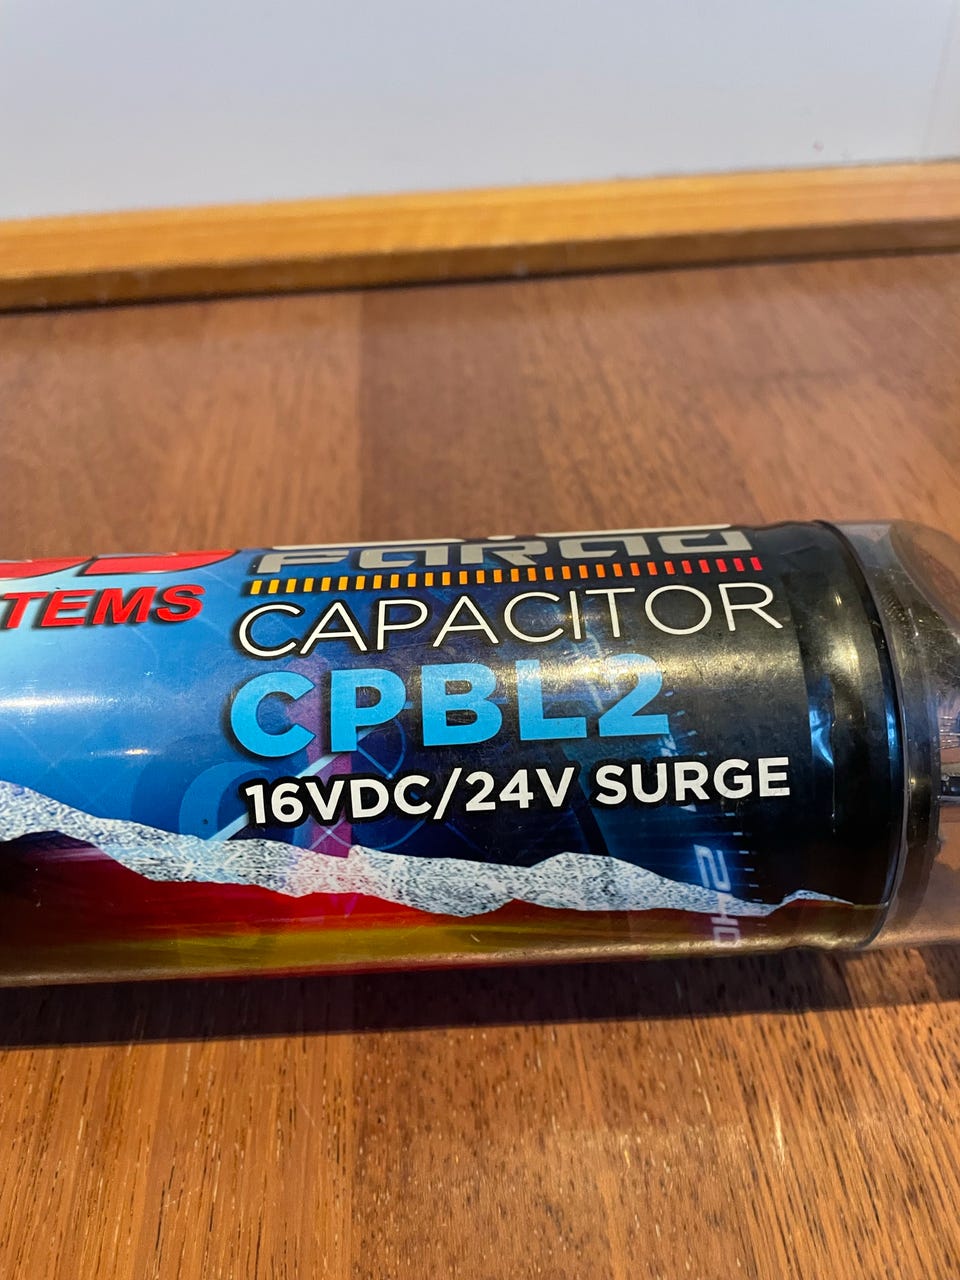 FARAD
TEMS
CAPACITOR
CPBL2
16VDC/24V SURGE